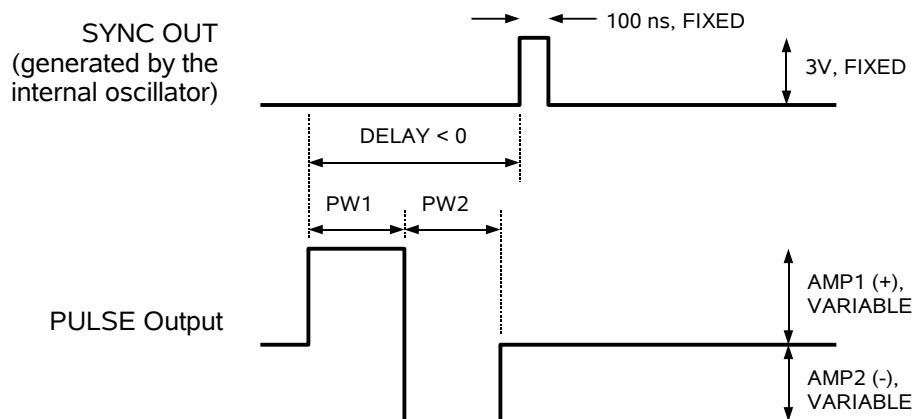 100 ns, FIXED
SYNC OUT
(generated by the
internal oscillator)
3V, FIXED
DELAY < 0
PW1
PW2
AMP1 (+),
VARIABLE
PULSE Output
AMP2 (-),
VARIABLE